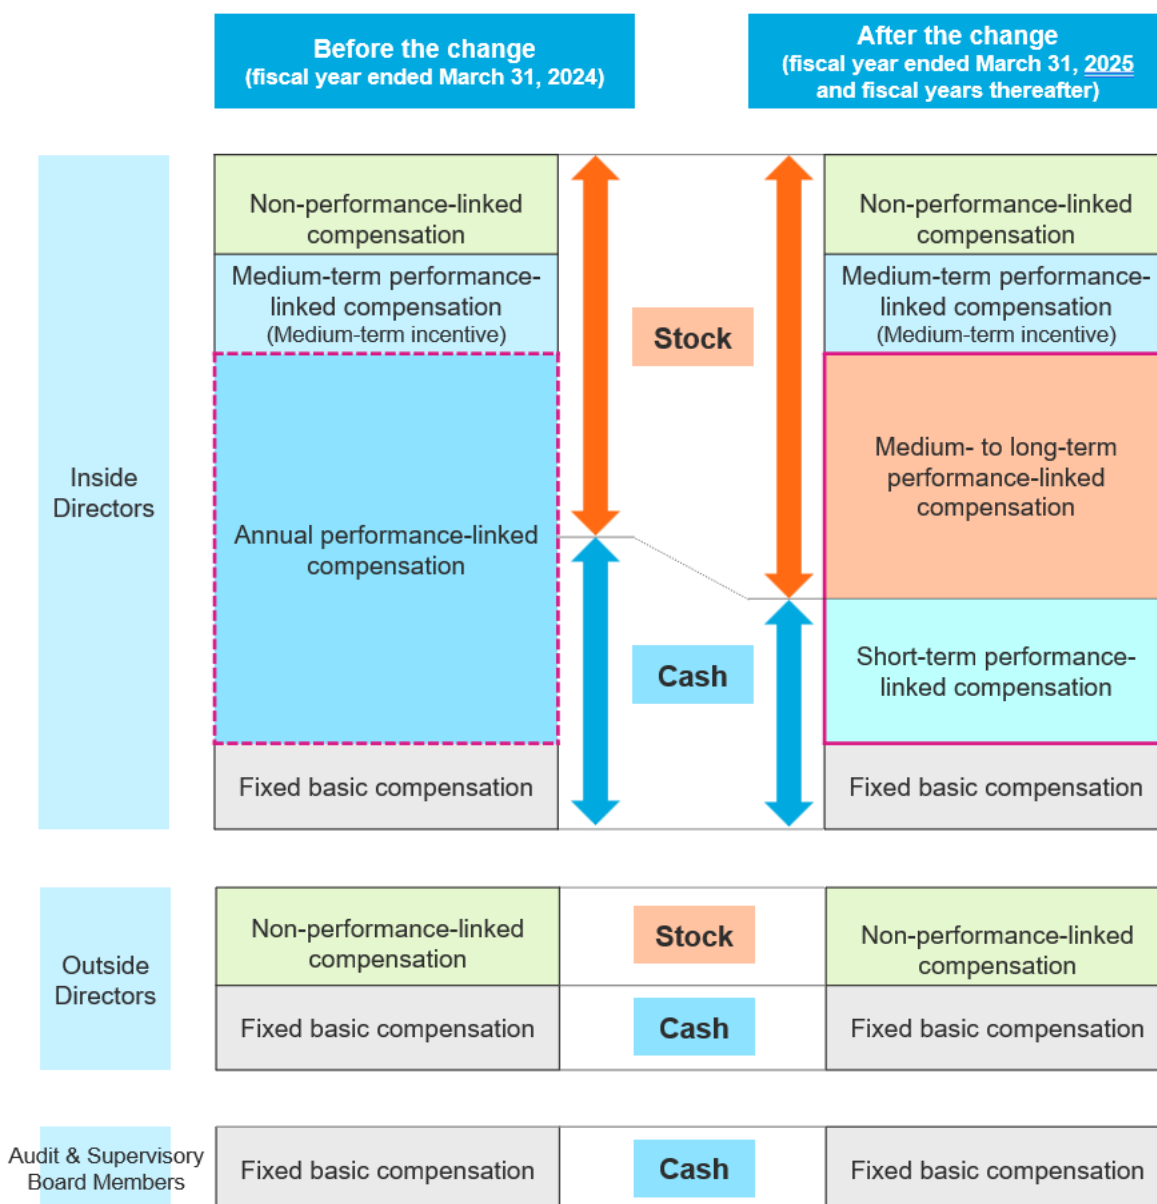 Before the change
(fiscal year ended March 31, 2024)
After the change
(fiscal year ended March 31, 2025
and fiscal years thereafter)
Inside
Directors
Non-performance-linked
compensation
Medium-term performance-
linked compensation
(Medium-term incentive)
Annual performance-linked
compensation
Fixed basic compensation
Stock
Cash
Non-performance-linked
compensation
Medium-term performance-
linked compensation
(Medium-term incentive)
Medium- to long-term
performance-linked
compensation
Short-term performance-
linked compensation
Fixed basic compensation
Outside
Directors
Non-performance-linked
compensation
Fixed basic compensation
Stock
Cash
Non-performance-linked
compensation
Fixed basic compensation
Audit & Supervisory
Board Members
Fixed basic compensation
Cash
Fixed basic compensation